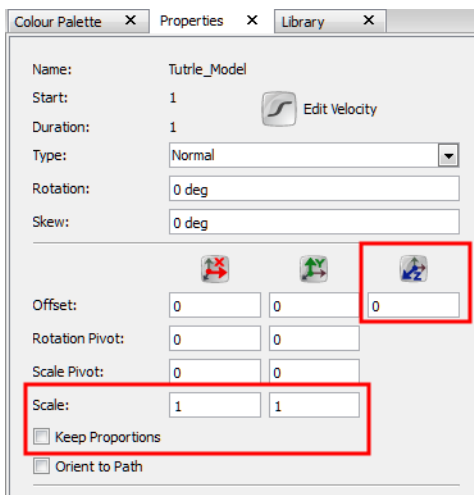 Colour Palette X Properties X Library X
Name: Tutrle_Model
Start: 1
Edit Velocity
Duration: 1
Type: Normal
Rotation: 0 deg
Skew: 0 deg
X Y Z
Offset: 0 0 0
Rotation Pivot: 0 0
Scale Pivot: 0 0
Scale: 1 1
Keep Proportions
Orient to Path